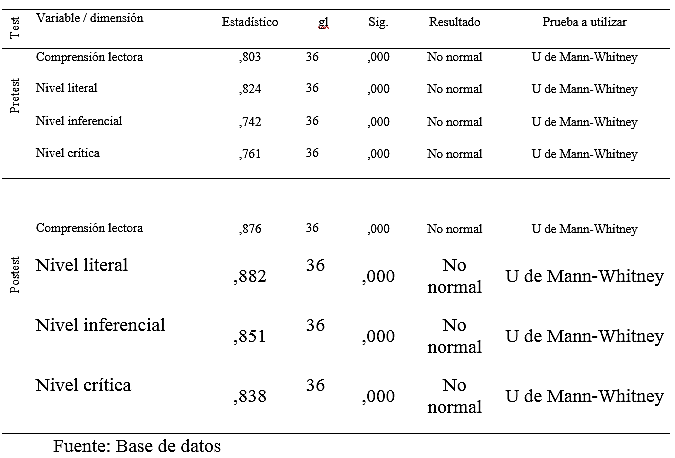 Test Variable / dimensión Estadístico gl Sig. Resultado Prueba a utilizar
Pretest
Comprensión lectora ,803 36 ,000 No normal U de Mann-Whitney
Nivel literal ,824 36 ,000 No normal U de Mann-Whitney
Nivel inferencial ,742 36 ,000 No normal U de Mann-Whitney
Nivel crítica ,761 36 ,000 No normal U de Mann-Whitney
Postest
Comprensión lectora ,876 36 ,000 No normal U de Mann-Whitney
Nivel literal ,882 36 ,000 No normal U de Mann-Whitney
Nivel inferencial ,851 36 ,000 No normal U de Mann-Whitney
Nivel crítica ,838 36 ,000 No normal U de Mann-Whitney
Fuente: Base de datos